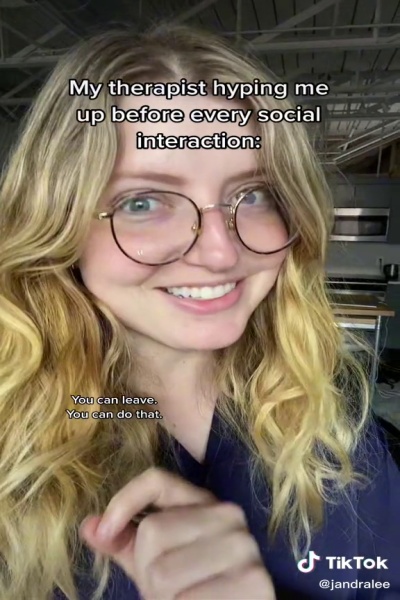 My therapist hyping me
up before every social
interaction:
You can leave.
You can do that.
TikTok
@jandralee